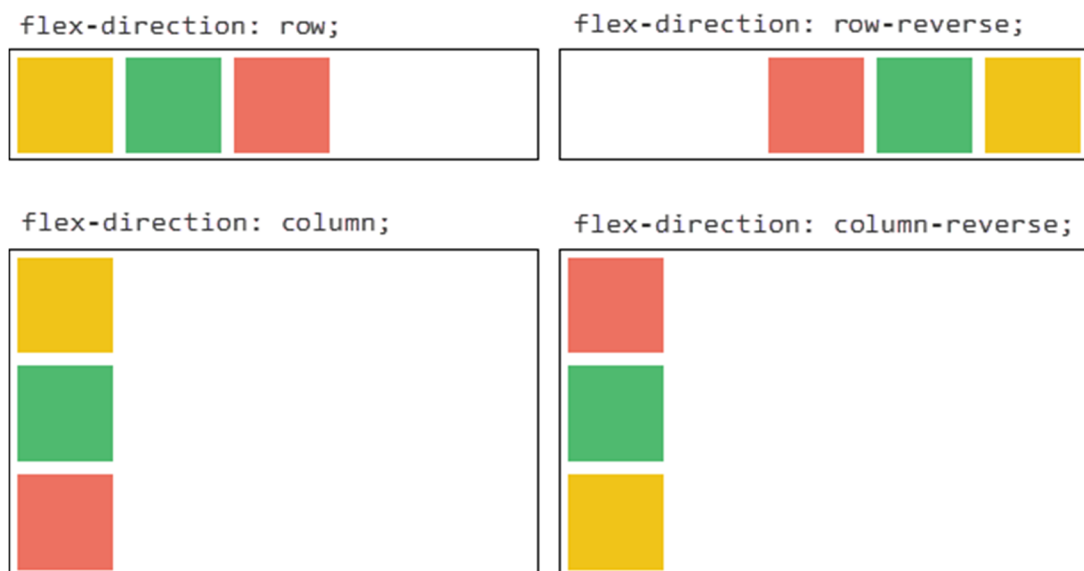 flex-direction: row;
flex-direction: row-reverse;
flex-direction: column;
flex-direction: column-reverse;